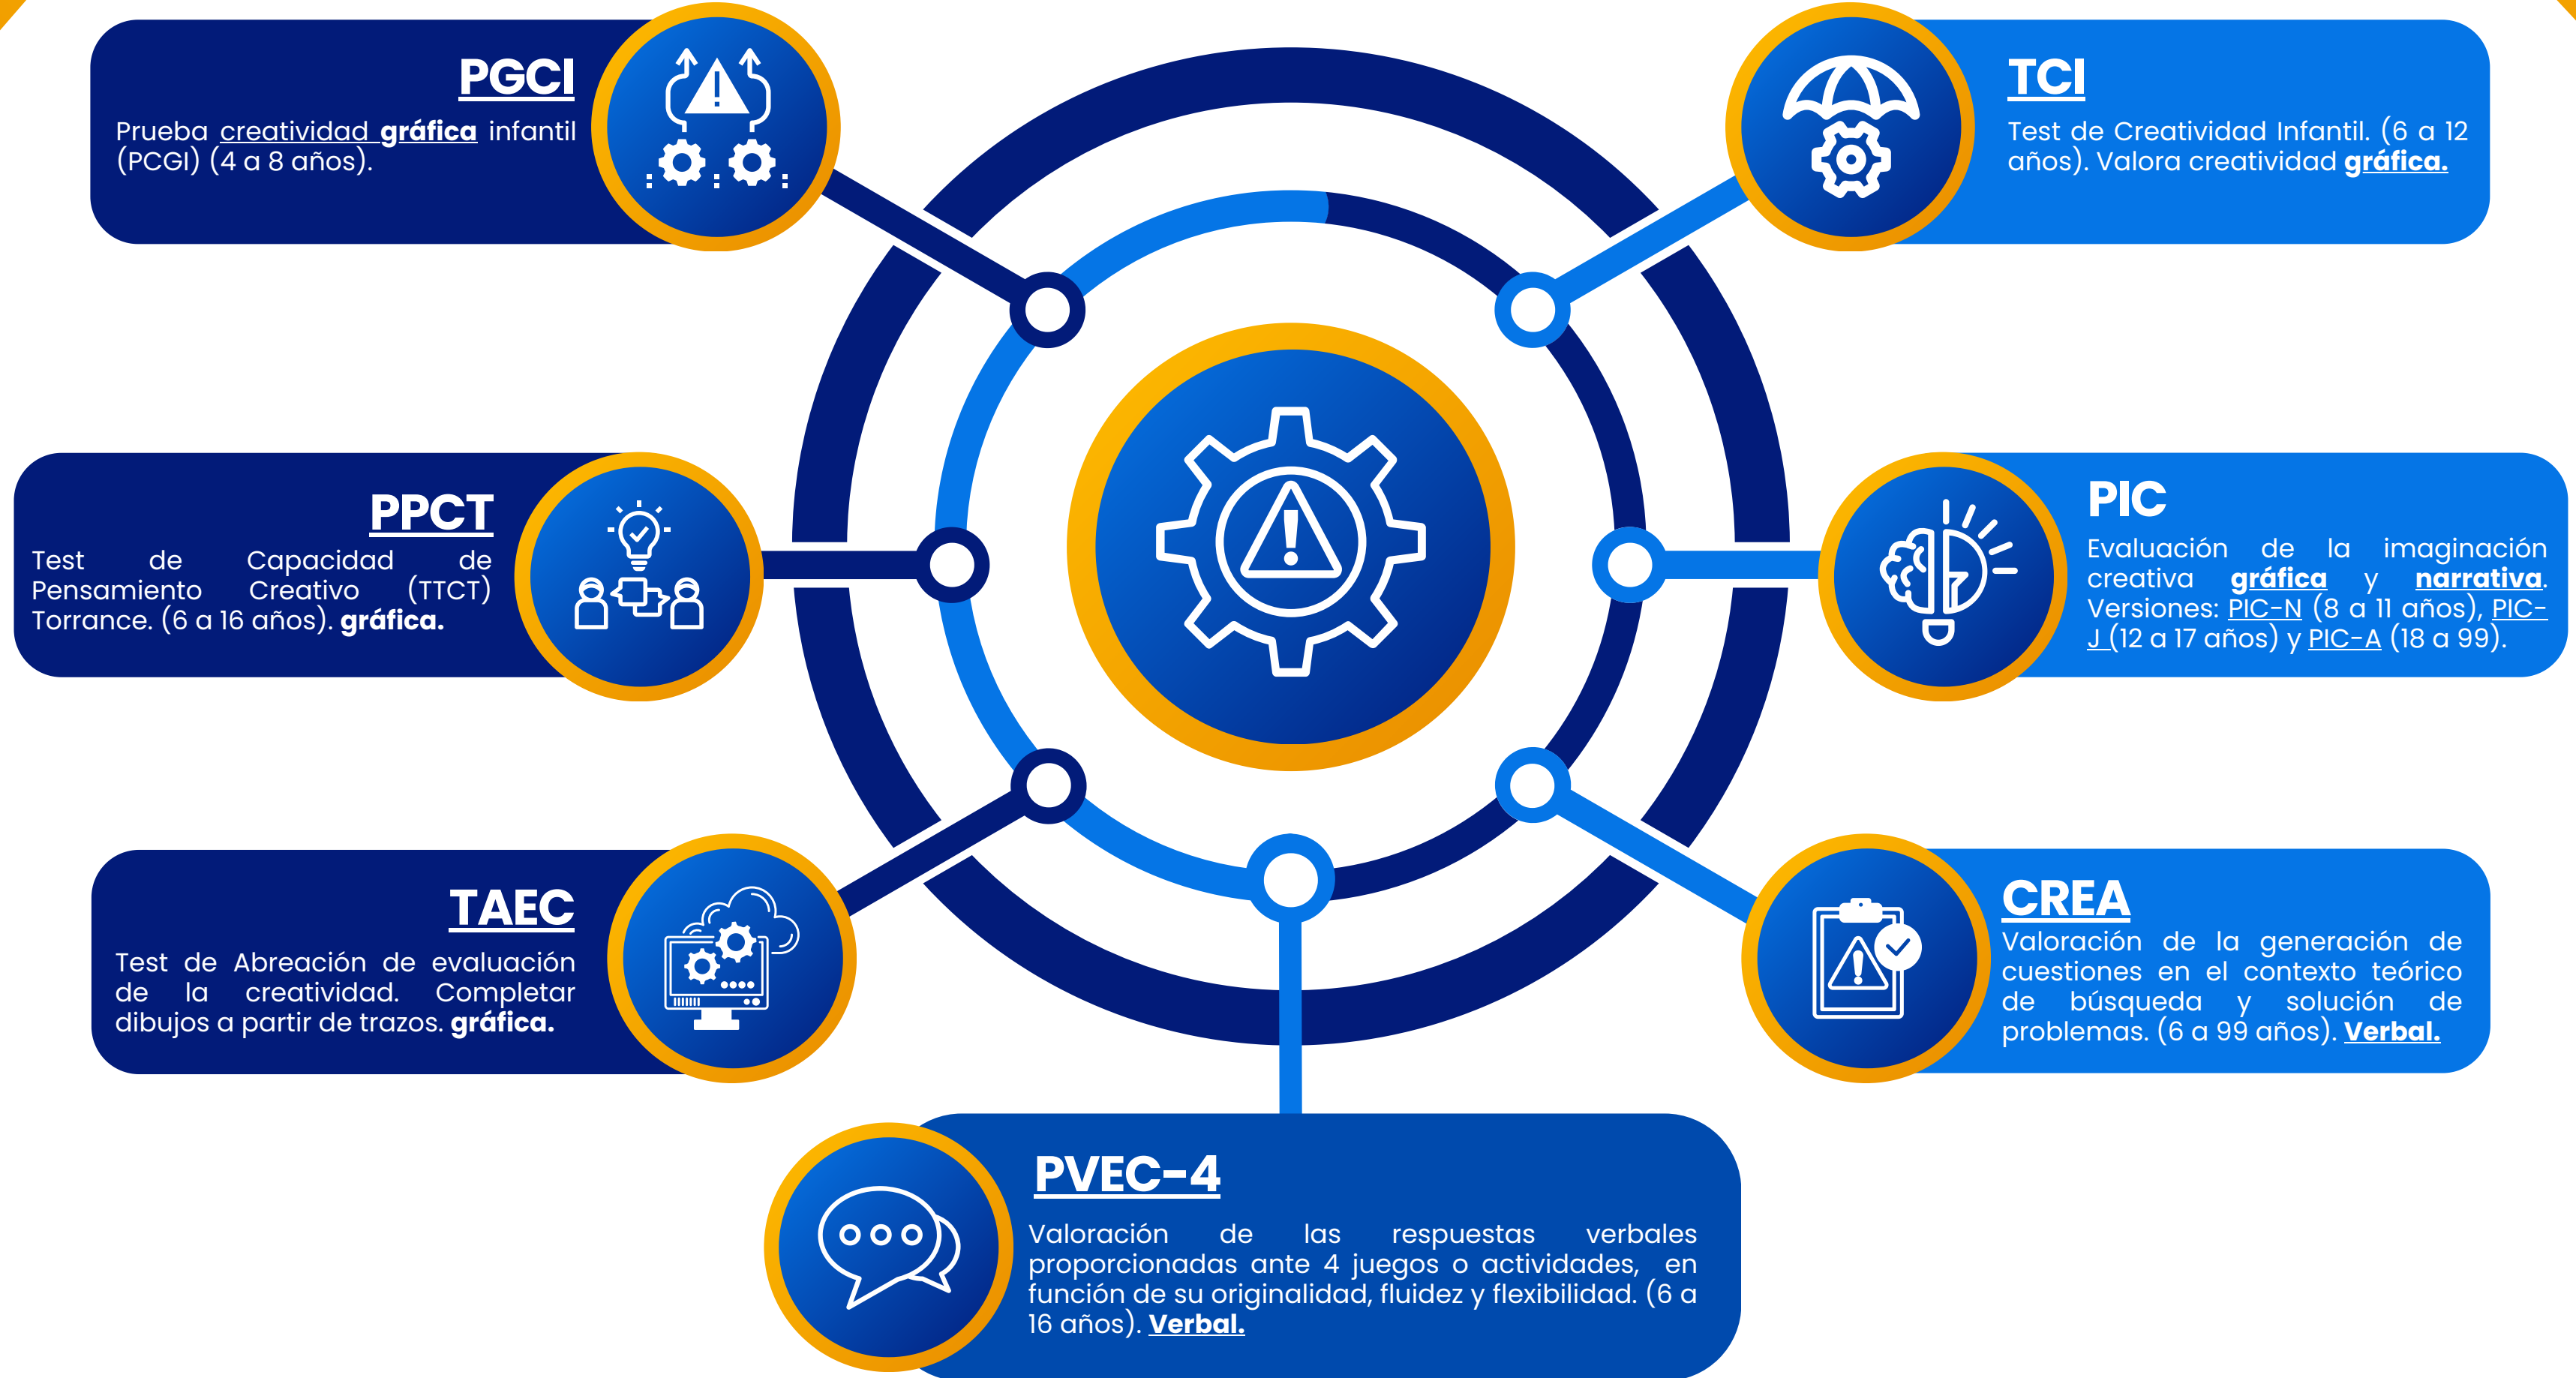 PGCI
Prueba creatividad gráfica infantil
(PCGI) (4 a 8 años).
TCI
Test de Creatividad Infantil. (6 a 12
años). Valora creatividad gráfica.
PPCT
Test de Capacidad de
Pensamiento Creativo (TTCT)
Torrance. (6 a 16 años). gráfica.
PIC
Evaluación de la imaginación
creativa gráfica y narrativa.
Versiones: PIC-N (8 a 11 años), PIC-
J (12 a 17 años) y PIC-A (18 a 99).
TAEC
Test de Abreación de evaluación
de la creatividad. Completar
dibujos a partir de trazos. gráfica.
CREA
Valoración de la generación de
cuestiones en el contexto teórico
de búsqueda y solución de
problemas. (6 a 99 años). Verbal.
PVEC-4
Valoración de las respuestas verbales
proporcionadas ante 4 juegos o actividades, en
función de su originalidad, fluidez y flexibilidad. (6 a
16 años). Verbal.